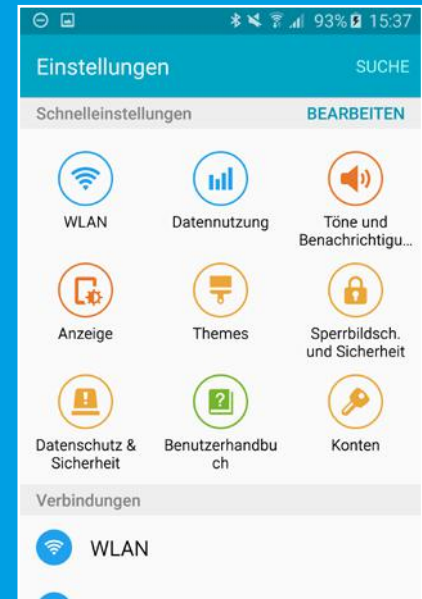 93% 15:37
Einstellungen SUCHE
Schnelleinstellungen BEARBEITEN
WLAN Datennutzung Töne und
Benachrichtigu...
Anzeige Themes Sperrbildsch.
und Sicherheit
Datenschutz & Benutzerhandbu Konten
Sicherheit ch
Verbindungen
WLAN